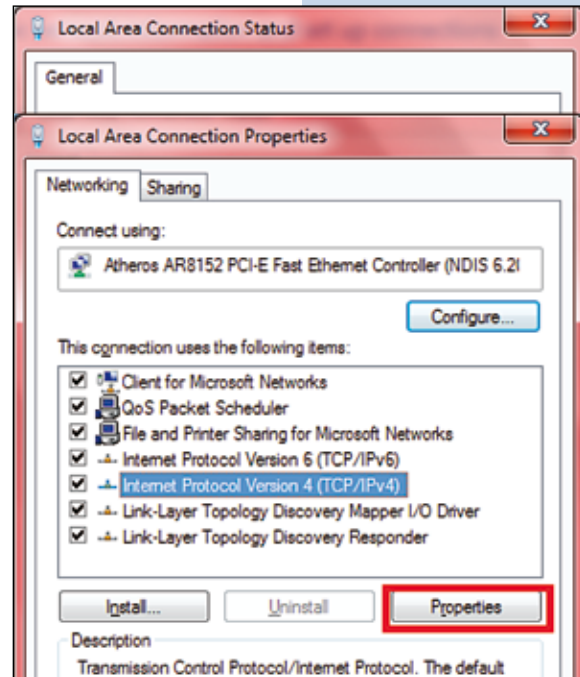 Local Area Connection Status
General
Local Area Connection Properties
Networking Sharing
Connect using:
Atheros AR8152 PCI-E Fast Ethernet Controller (NDIS 6.2
Configure...
This connection uses the following items:
Client for Microsoft Networks
QoS Packet Scheduler
File and Printer Sharing for Microsoft Networks
Internet Protocol Version 6 (TCP/IPv6)
Internet Protocol Version 4 (TCP/IPv4)
Link-Layer Topology Discovery Mapper I/O Driver
Link-Layer Topology Discovery Responder
Install... Uninstall Properties
Description
Transmission Control Protocol/Internet Protocol. The default